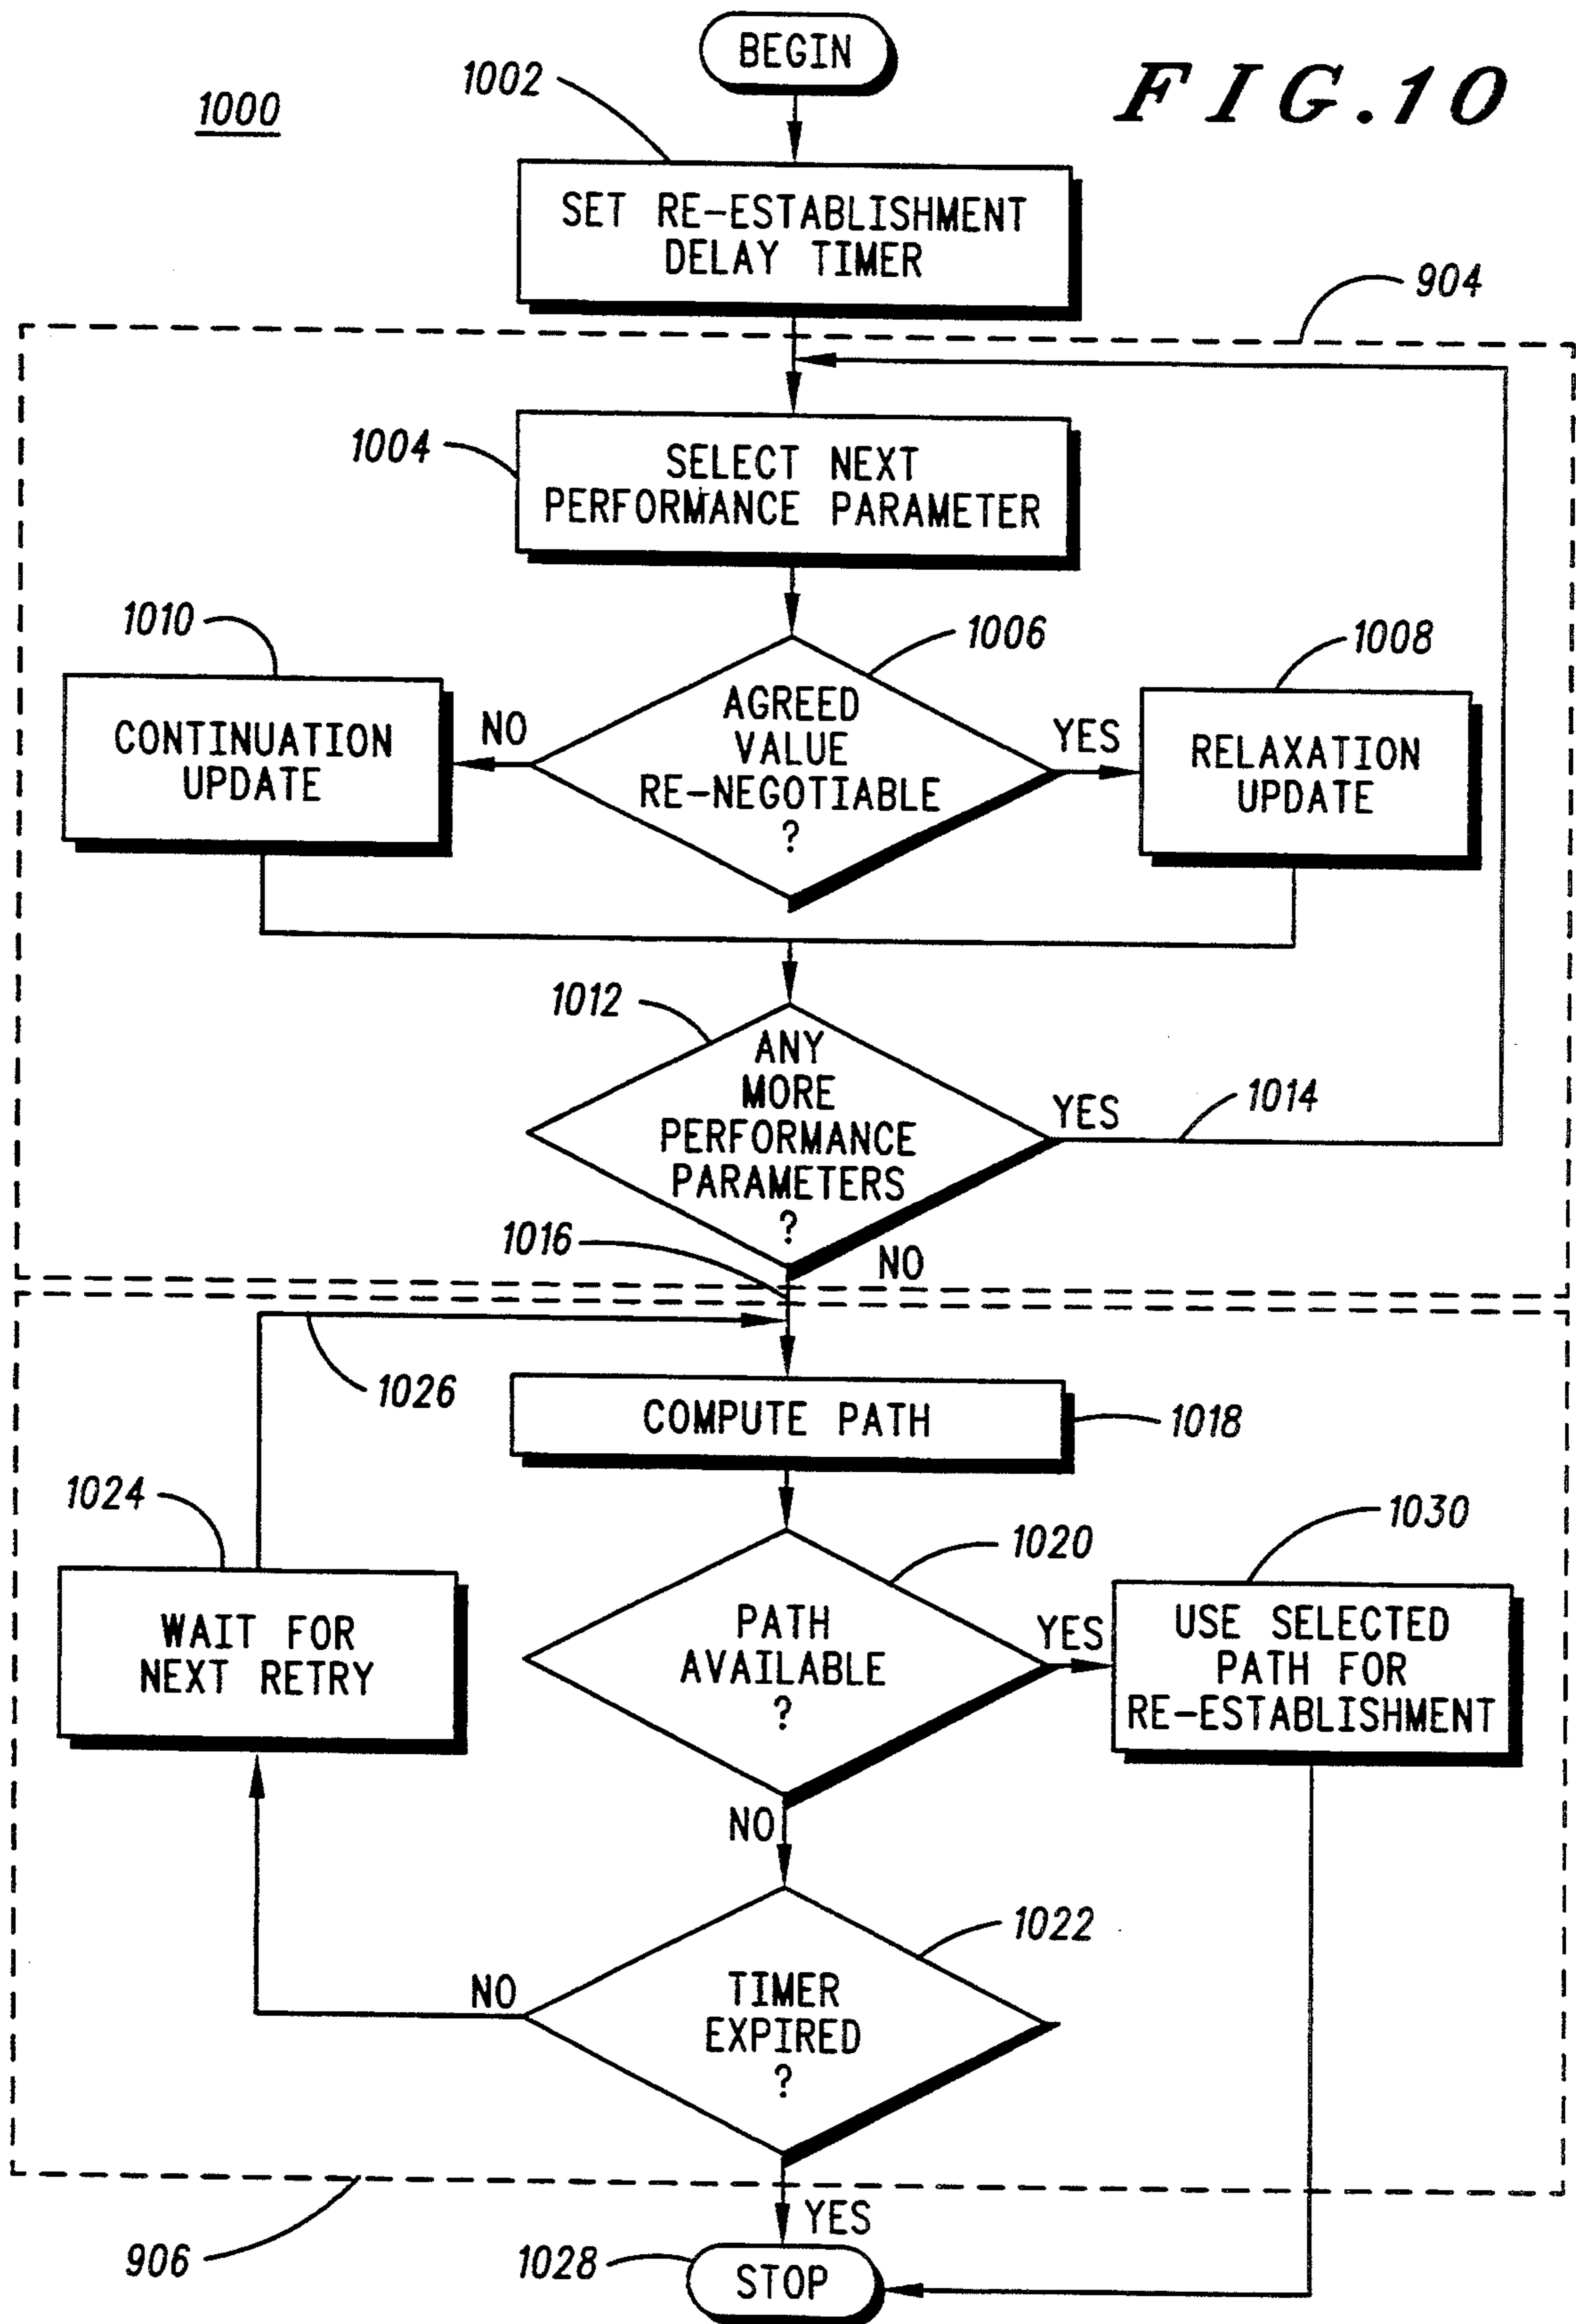 BEGIN
FIG.10
1000
1002
SET RE-ESTABLISHMENT
DELAY TIMER
904
1004
SELECT NEXT
PERFORMANCE PARAMETER
1010
1006
1008
CONTINUATION
UPDATE
NO
AGREED
VALUE
RE-NEGOTIABLE
?
YES
RELAXATION
UPDATE
1012
ANY
MORE
PERFORMANCE
PARAMETERS
?
YES
1014
1016
NO
1026
COMPUTE PATH
1018
1024
WAIT FOR
NEXT RETRY
1020
PATH
AVAILABLE
?
YES
1030
USE SELECTED
PATH FOR
RE-ESTABLISHMENT
NO
1022
NO
TIMER
EXPIRED
?
906
YES
1028
STOP